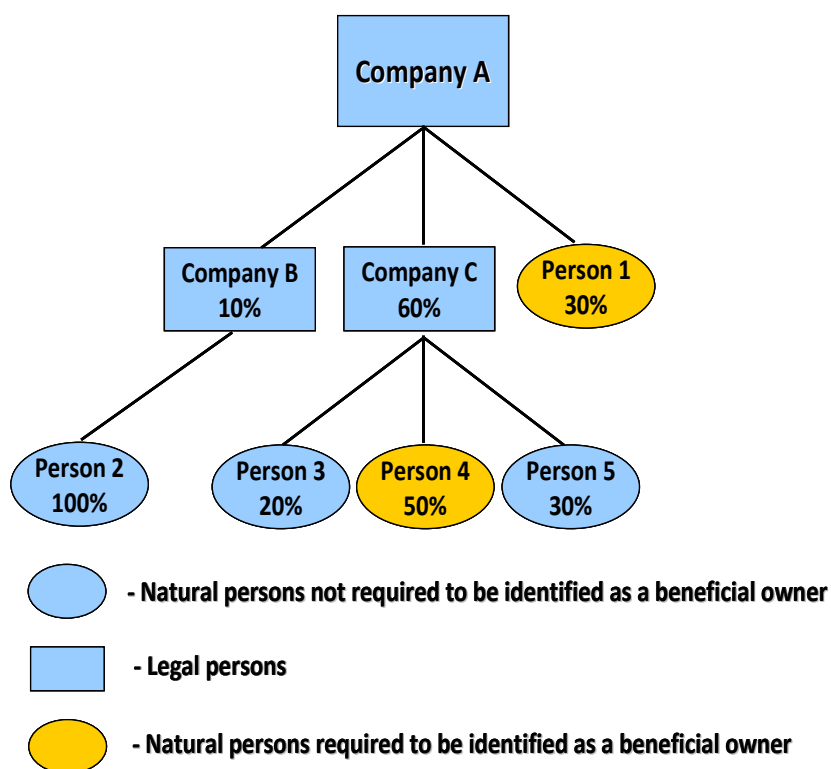 Company A
Company B
10%
Company C
60%
Person 1
30%
Person 2
100%
Person 3
20%
Person 4
50%
Person 5
30%
- Natural persons not required to be identified as a beneficial owner
- Legal persons
- Natural persons required to be identified as a beneficial owner